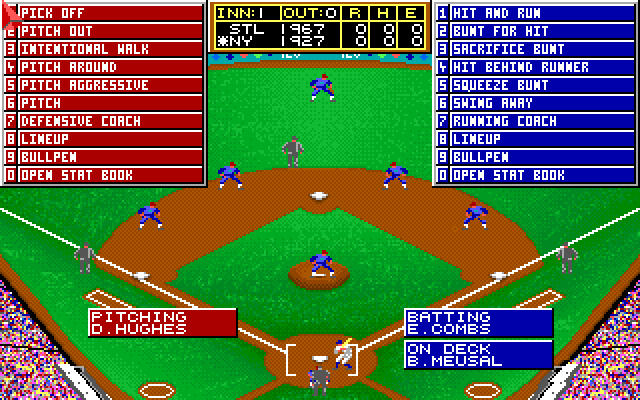 1 PICK OFF
2 PITCH OUT
3 INTENTIONAL WALK
4 PITCH AROUND
5 PITCH AGGRESSIVE
6 PITCH
7 DEFENSIVE COACH
8 LINEUP
9 BULLPEN
0 OPEN STAT BOOK
INN:1 OUT:0 R H E
STL 1967 0 0 0
*NY 1927 0 0 0
1 HIT AND RUN
2 BUNT FOR HIT
3 SACRIFICE BUNT
4 HIT BEHIND RUNNER
5 SQUEEZE BUNT
6 SWING AWAY
7 RUNNING COACH
8 LINEUP
9 BULLPEN
0 OPEN STAT BOOK
PITCHING
D.HUGHES
BATTING
E.COMBS
ON DECK
B.MEUSAL